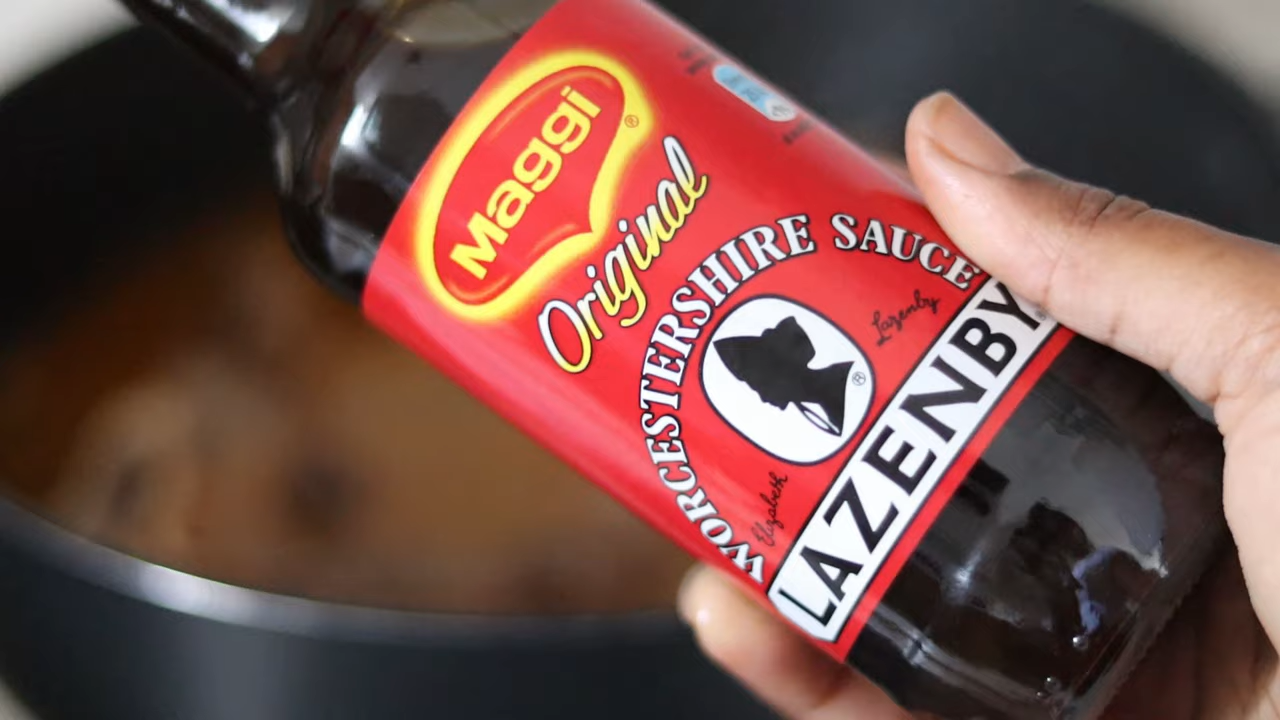 Maggi®
Original
WORCESTERSHIRE SAUCE
Elizabeth Lazenby
®
LAZENBY